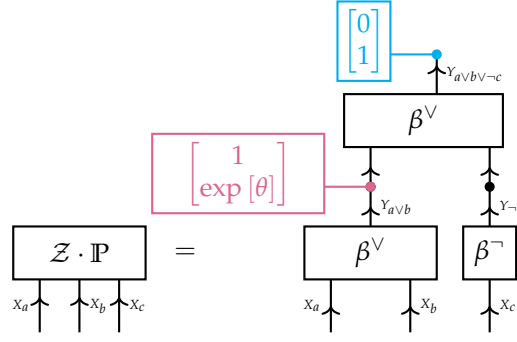 [0]
[1]
Y_{a∨b∨¬c}
β^∨
[1]
[exp [θ]]
Y_{a∨b}
Y_¬
𝒵 · ℙ
=
β^∨
β^¬
X_a
X_b
X_c
X_a
X_b
X_c